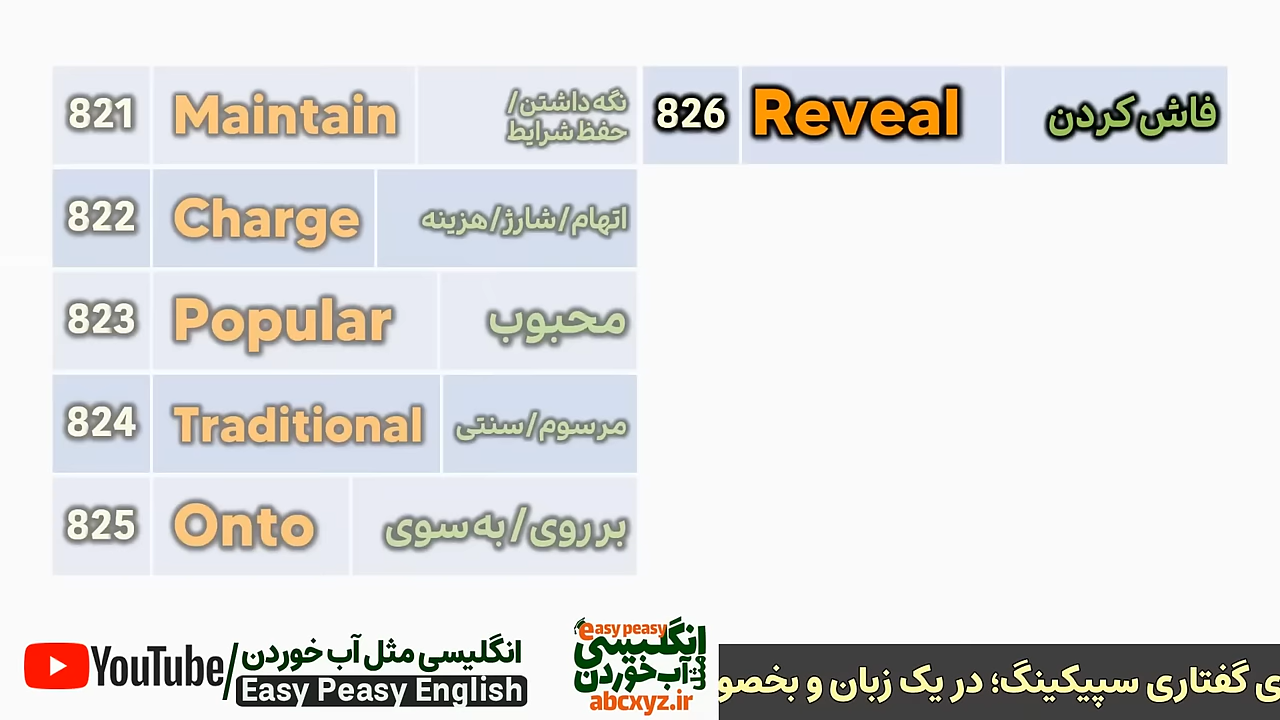 821 Maintain نگه داشتن/
حفظ شرایط
822 Charge اتهام/شارژ/هزینه
823 Popular محبوب
824 Traditional مرسوم/سنتی
825 Onto بر روی/به سوی
826 Reveal فاش کردن
YouTube/انگلیسی مثل آب خوردن
Easy Peasy English
easy peasy
انگلیسی
مثل آب خوردن
abcxyz.ir
ی گفتاری سپیکینگ؛ در یک زبان و بخصو